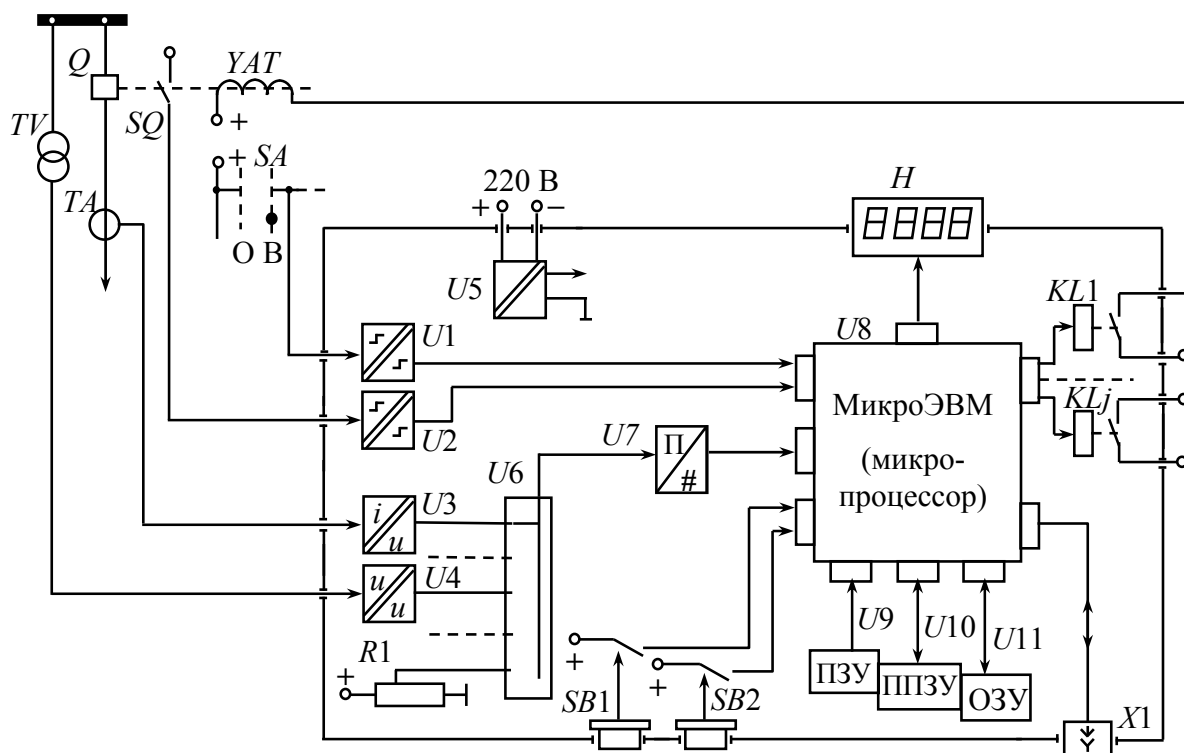 Q
YAT
TV
SQ
+
+ SA
TA
220 В
+ –
H
8888
О В
U5
KL1
U1
U8
МикроЭВМ
(микро-
процессор)
U2
KLj
U7
П
#
U6
i
u
U3
u
u
U4
U9
U10
U11
R1
+
+
+
SB1
SB2
ПЗУ
ППЗУ
ОЗУ
X1